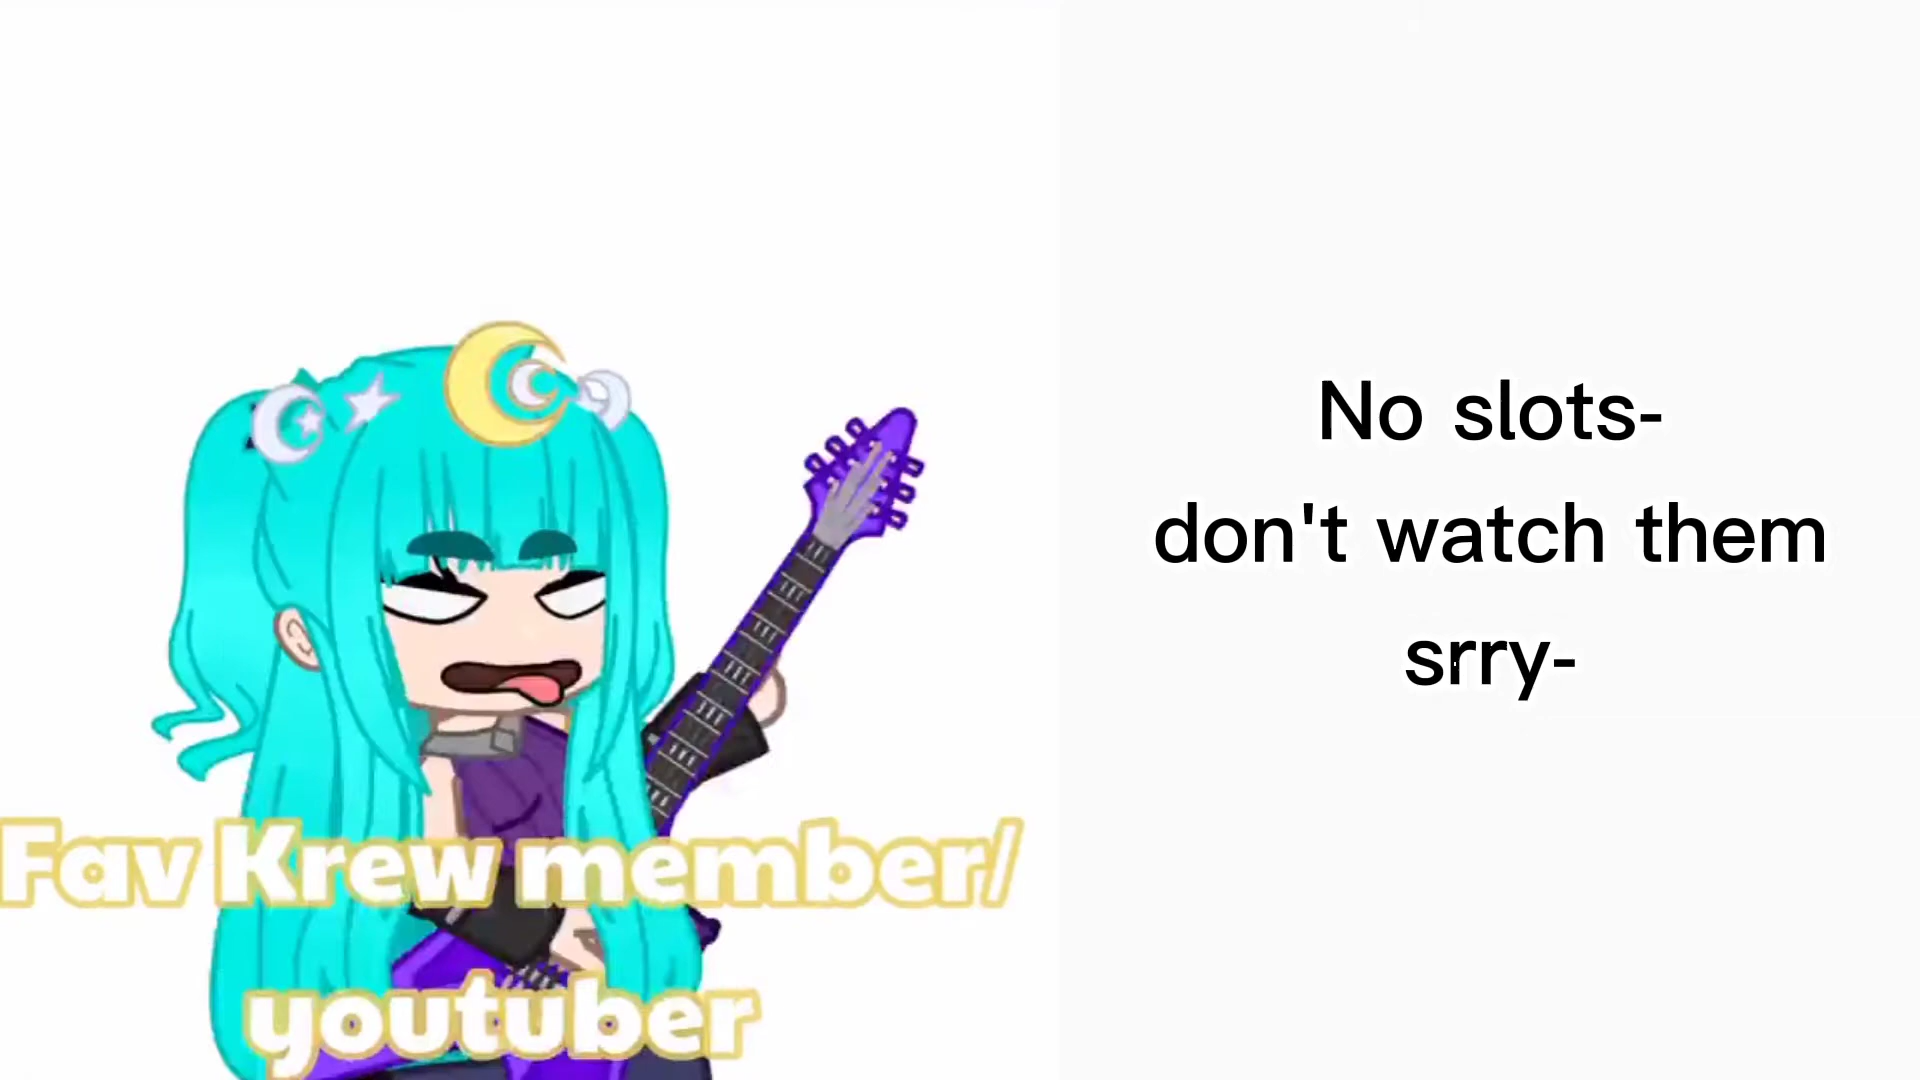 Fav Krew member/
youtuber
No slots-
don't watch them
srry-